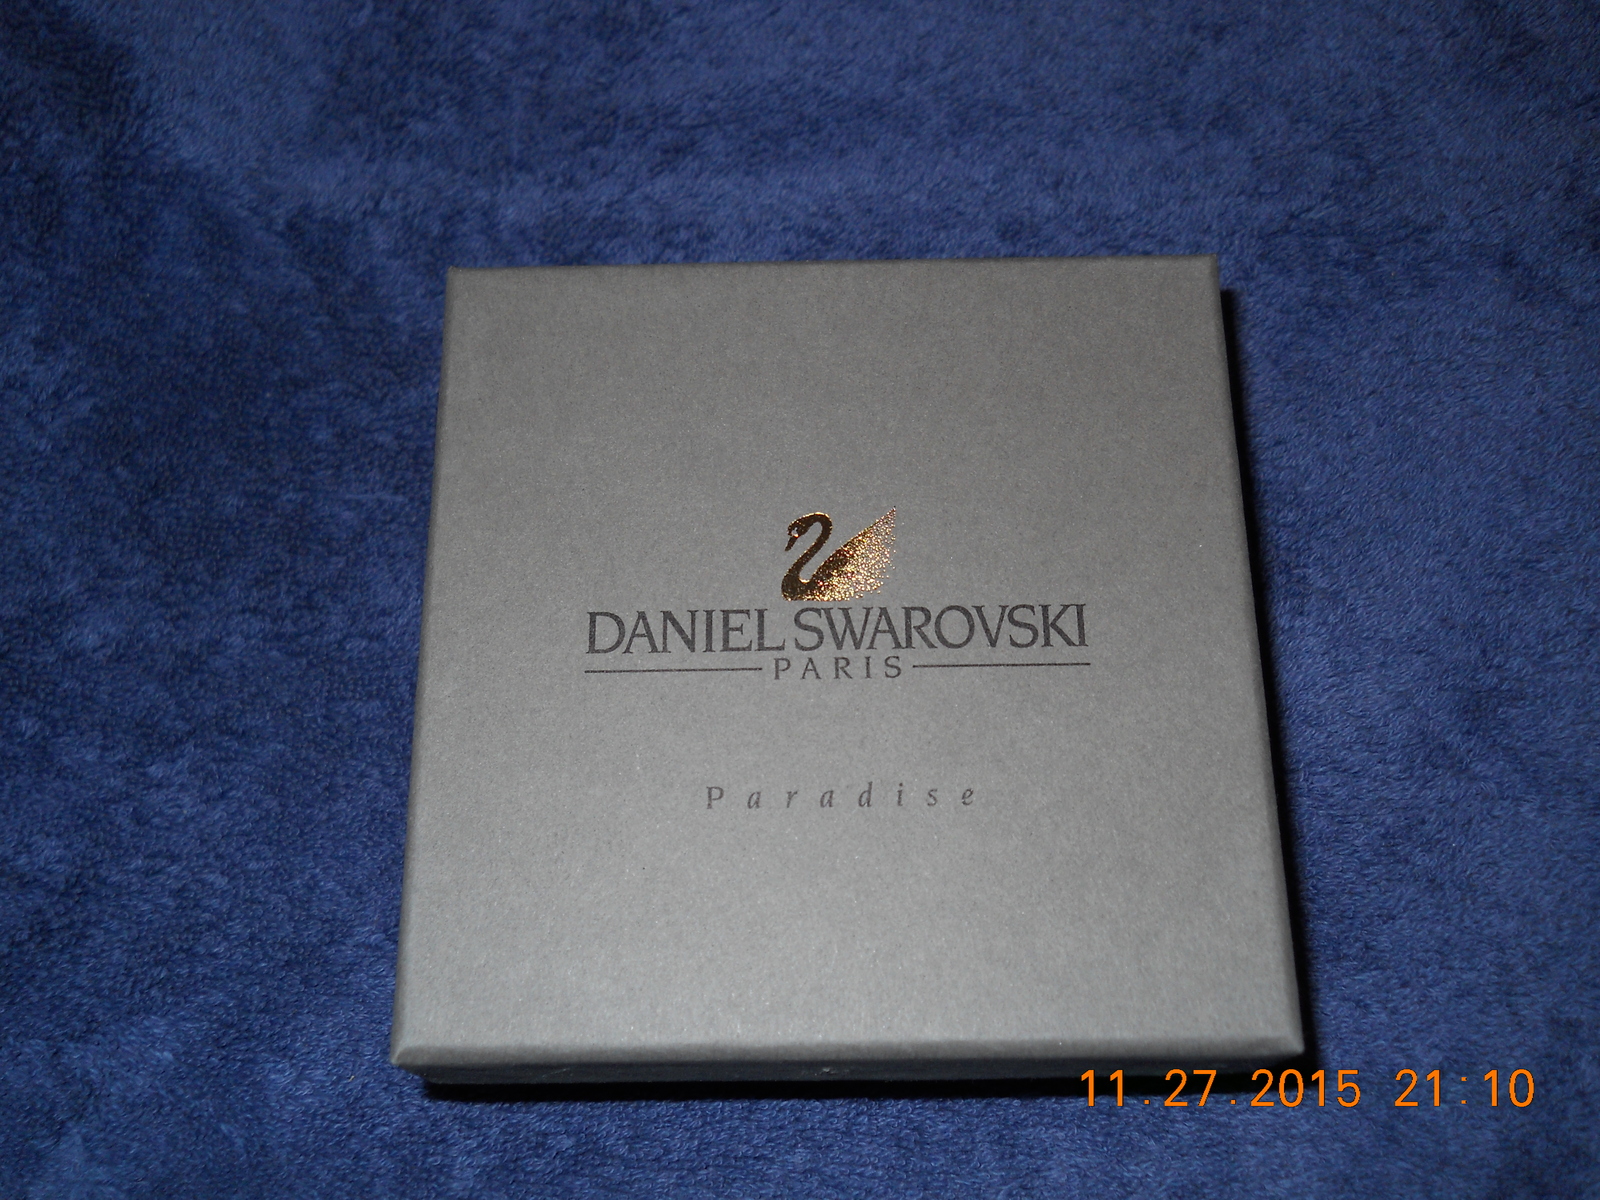 DANIEL SWAROVSKI
PARIS
Paradise
11.27.2015 21:10